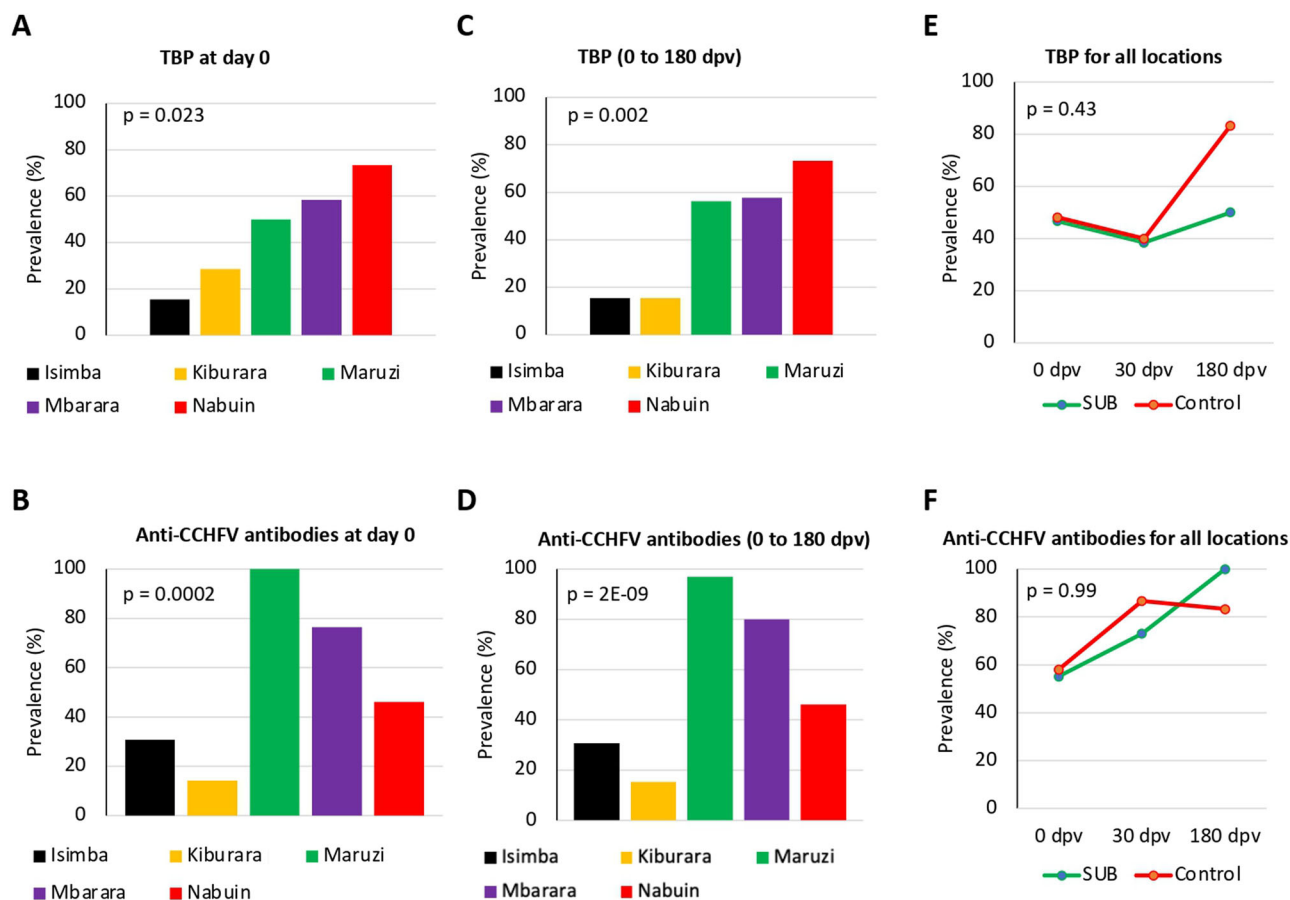 A
TBP at day 0
p = 0.023
Prevalence (%)
100
80
60
40
20
0
Isimba Kiburara Maruzi
Mbarara Nabuin
B
Anti-CCHFV antibodies at day 0
p = 0.0002
Prevalence (%)
100
80
60
40
20
0
Isimba Kiburara Maruzi
Mbarara Nabuin
C
TBP (0 to 180 dpv)
p = 0.002
Prevalence (%)
100
80
60
40
20
0
Isimba Kiburara Maruzi
Mbarara Nabuin
D
Anti-CCHFV antibodies (0 to 180 dpv)
p = 2E-09
Prevalence (%)
100
80
60
40
20
0
Isimba Kiburara Maruzi
Mbarara Nabuin
E
TBP for all locations
p = 0.43
Prevalence (%)
100
80
60
40
20
0
0 dpv 30 dpv 180 dpv
SUB Control
F
Anti-CCHFV antibodies for all locations
p = 0.99
Prevalence (%)
100
80
60
40
20
0
0 dpv 30 dpv 180 dpv
SUB Control